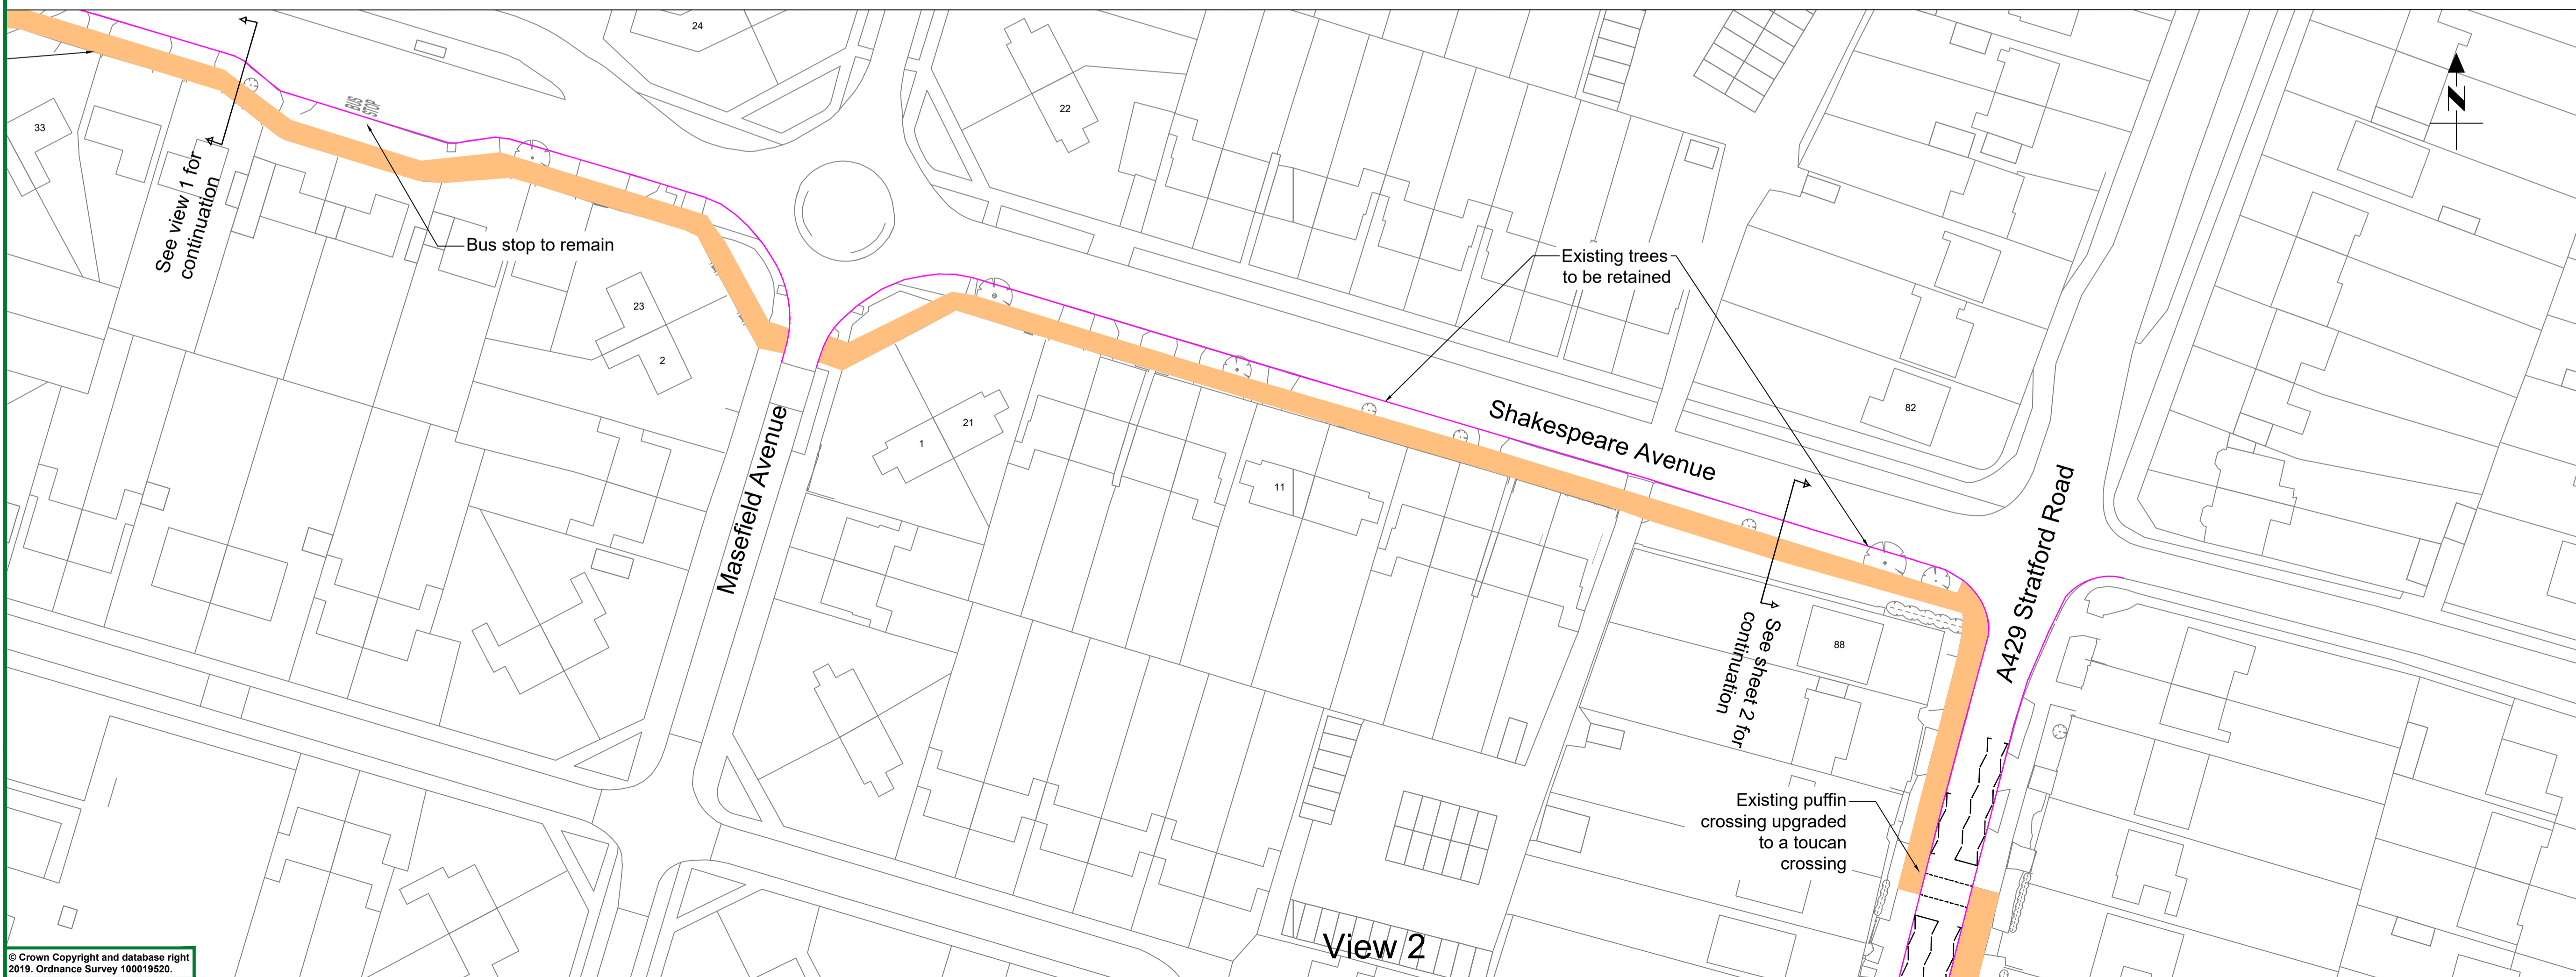 24
22
33
BUS
STOP
See view 1 for
continuation
Bus stop to remain
N
Existing trees
to be retained
23
2
21
1
11
82
Shakespeare Avenue
Masefield Avenue
A429 Stratford Road
88
See sheet 2 for
continuation
Existing puffin
crossing upgraded
to a toucan
crossing
View 2
© Crown Copyright and database right
2019. Ordnance Survey 100019520.